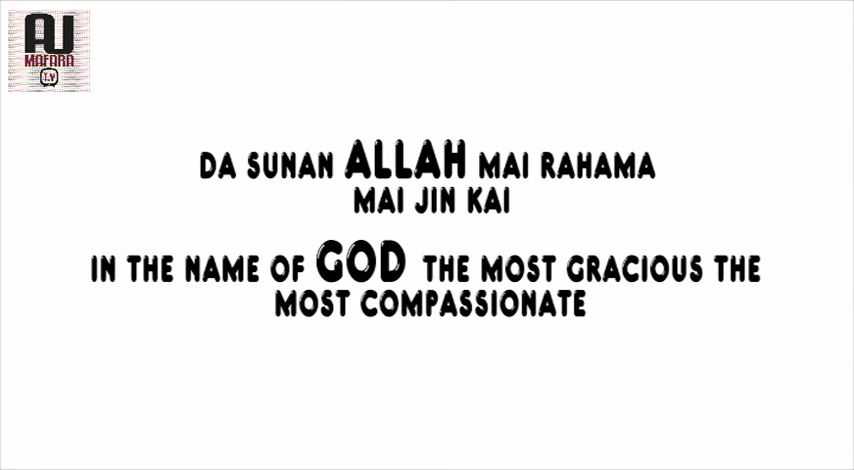 AU
MAFARA
T.V
DA SUNAN ALLAH MAI RAHAMA
MAI JIN KAI
IN THE NAME OF GOD THE MOST GRACIOUS THE
MOST COMPASSIONATE